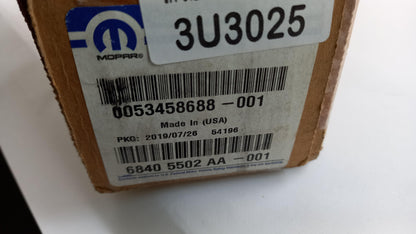 3U3025
MOPAR
0053458688-001
Made In (USA)
PKG: 2019/07/26 54196
6840 5502 AA -001